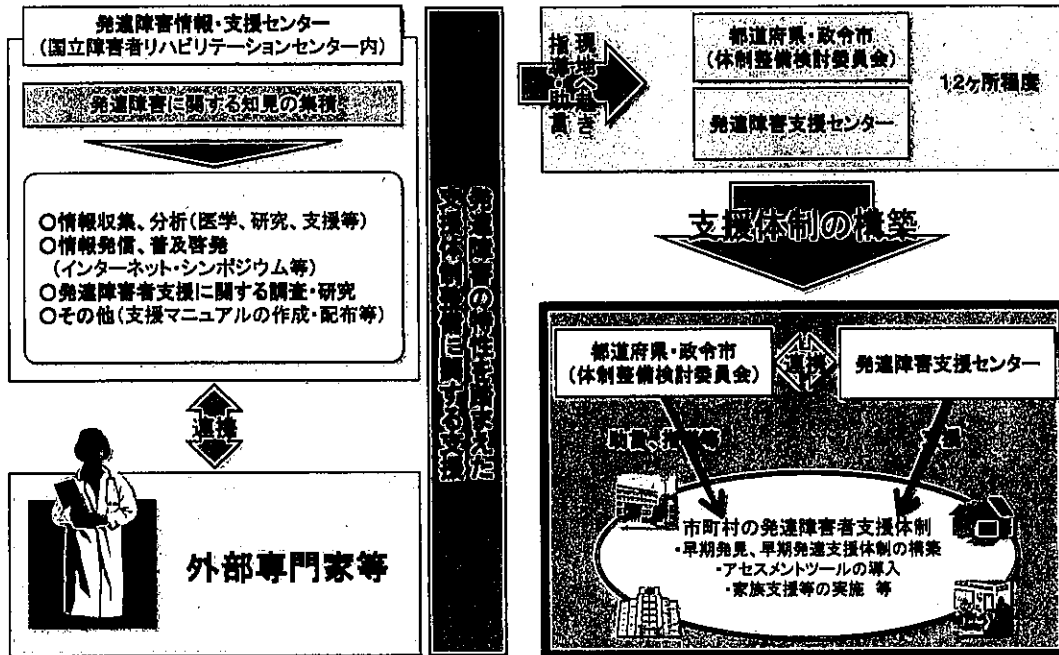 発達障害情報・支援センター
(国立障害者リハビリテーションセンター内)
発達障害に関する知見の集積
○情報収集、分析(医学、研究、支援等)
○情報発信、普及啓発
(インターネット・シンポジウム等)
○発達障害者支援に関する調査・研究
○その他(支援マニュアルの作成・配布等)
連携
外部専門家等
発達障害の特性を踏まえた
支援体制整備に関する支援
現地へ赴き
指導・助言
都道府県・政令市
(体制整備検討委員会)
発達障害支援センター
12ヶ所程度
支援体制の構築
都道府県・政令市
(体制整備検討委員会)
連携
発達障害支援センター
助言、指導等
市町村の発達障害者支援体制
・早期発見、早期発達支援体制の構築
・アセスメントツールの導入
・家族支援等の実施 等